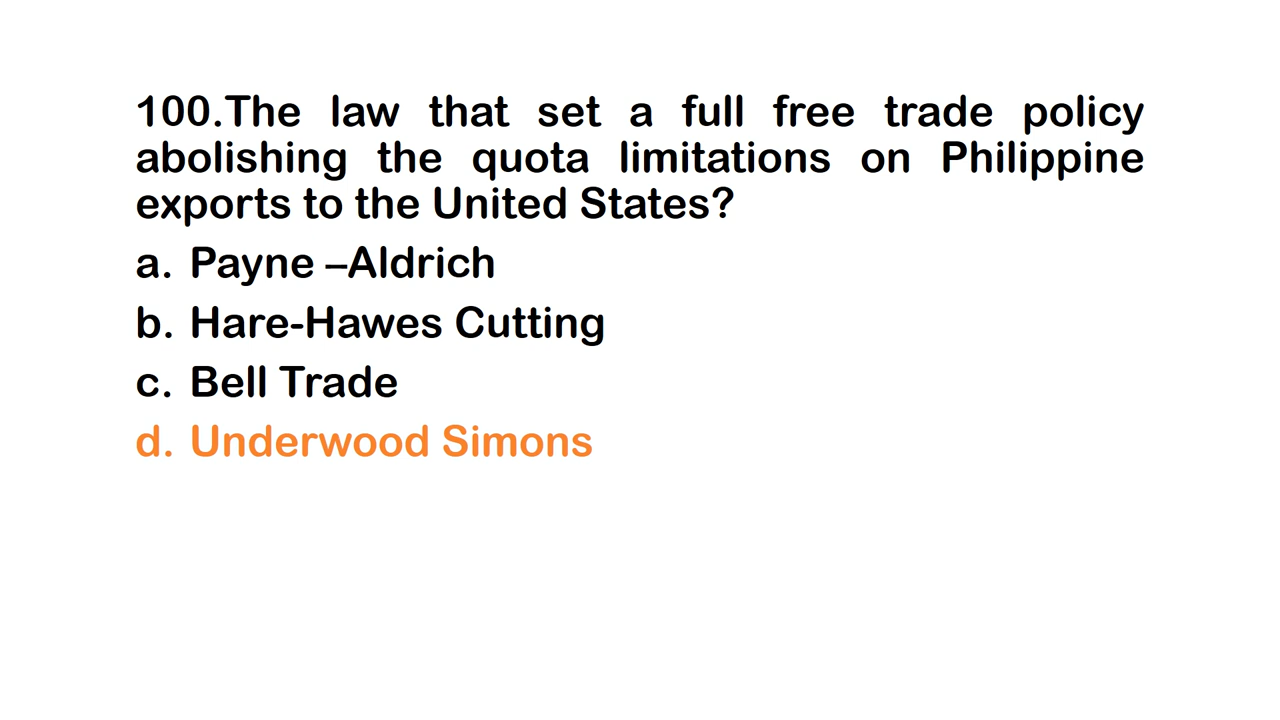 100.The law that set a full free trade policy
abolishing the quota limitations on Philippine
exports to the United States?
a. Payne –Aldrich
b. Hare-Hawes Cutting
c. Bell Trade
d. Underwood Simons